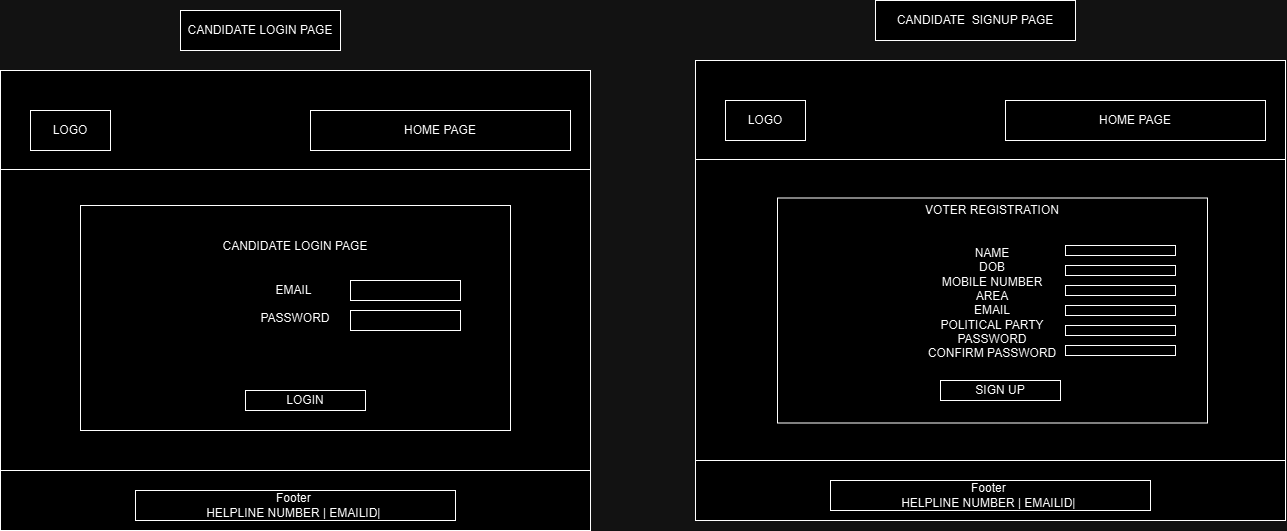 CANDIDATE LOGIN PAGE
LOGO
HOME PAGE
CANDIDATE LOGIN PAGE
EMAIL
PASSWORD
LOGIN
Footer
HELPLINE NUMBER | EMAILID|
CANDIDATE  SIGNUP PAGE
LOGO
HOME PAGE
VOTER REGISTRATION
NAME
DOB
MOBILE NUMBER
AREA
EMAIL
POLITICAL PARTY
PASSWORD
CONFIRM PASSWORD
SIGN UP
Footer
HELPLINE NUMBER | EMAILID|